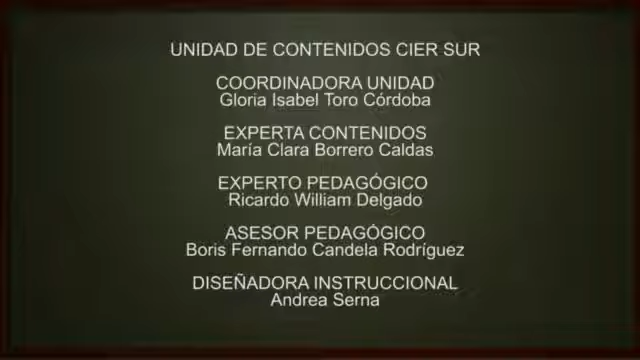 UNIDAD DE CONTENIDOS CIER SUR
COORDINADORA UNIDAD
Gloria Isabel Toro Córdoba
EXPERTA CONTENIDOS
María Clara Borrero Caldas
EXPERTO PEDAGÓGICO
Ricardo William Delgado
ASESOR PEDAGÓGICO
Boris Fernando Candela Rodríguez
DISEÑADORA INSTRUCCIONAL
Andrea Serna